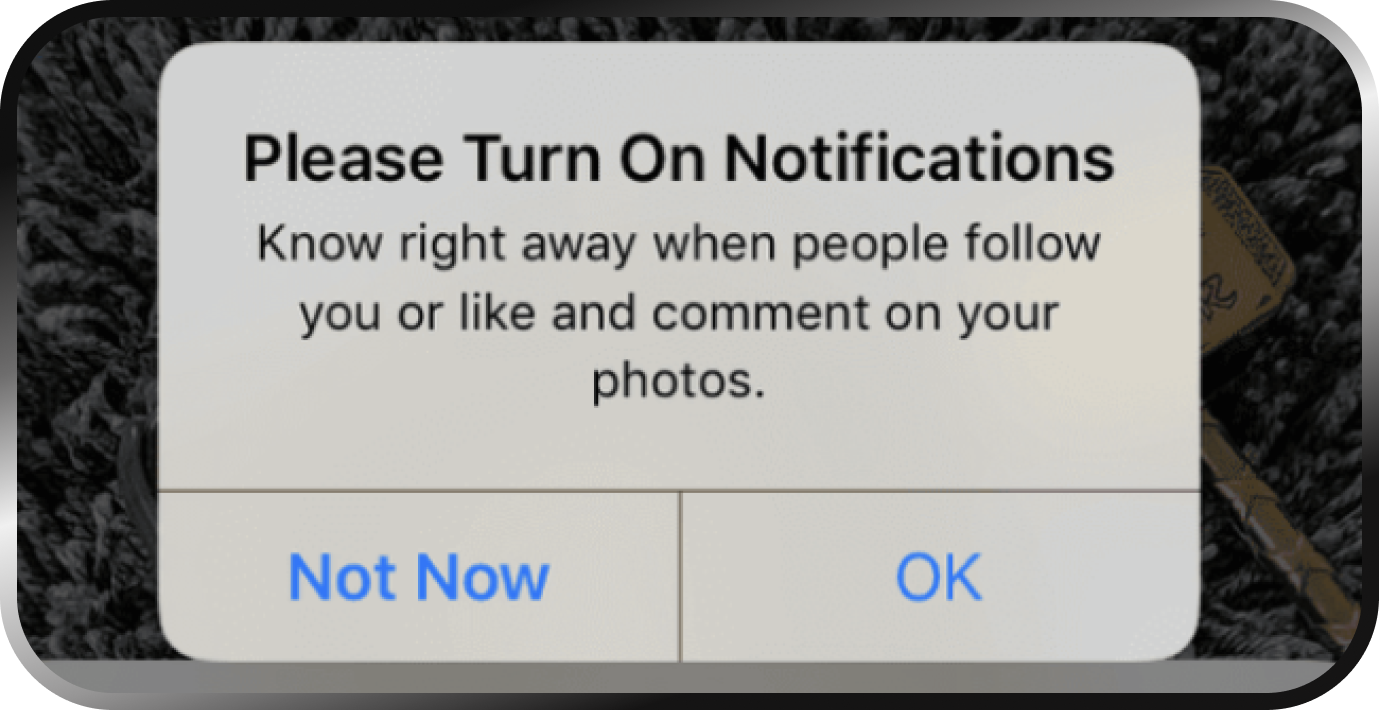 Please Turn On Notifications
Know right away when people follow
you or like and comment on your
photos.
Not Now
OK